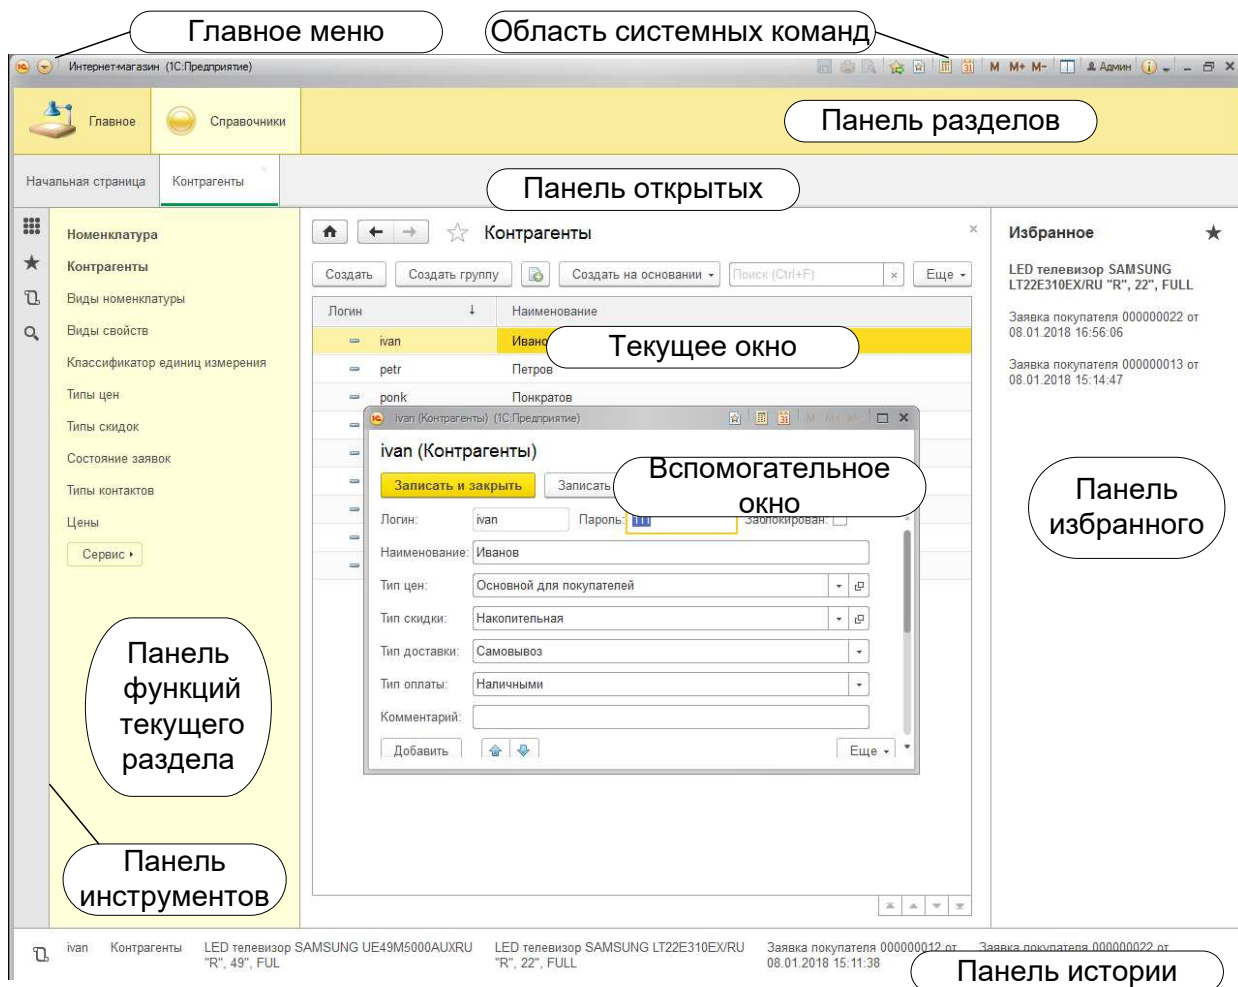 Главное меню
Область системных команд
Интернет-магазин (1С:Предприятие)
M M+ M- Админ
Главное
Справочники
Панель разделов
Начальная страница
Контрагенты
Панель открытых
Номенклатура
Контрагенты
Виды номенклатуры
Виды свойств
Классификатор единиц измерения
Типы цен
Типы скидок
Состояние заявок
Типы контактов
Цены
Сервис
Панель
функций
текущего
раздела
Панель
инструментов
Контрагенты
Создать
Создать группу
Создать на основании
Поиск (Ctrl+F)
Еще
Логин
Наименование
ivan
petr
Петров
ponk
Понкратов
Текущее окно
ivan (Контрагенты) (1С:Предприятие)
M M+ M-
ivan (Контрагенты)
Записать и закрыть
Записать
Вспомогательное
окно
Логин:
ivan
Пароль:
111
Заблокирован:
Наименование:
Иванов
Тип цен:
Основной для покупателей
Тип скидки:
Накопительная
Тип доставки:
Самовывоз
Тип оплаты:
Наличными
Комментарий:
Добавить
Еще
Избранное
LED телевизор SAMSUNG
LT22E310EX/RU "R", 22", FULL
Заявка покупателя 000000022 от
08.01.2018 16:56:06
Заявка покупателя 000000013 от
08.01.2018 15:14:47
Панель
избранного
ivan
Контрагенты
LED телевизор SAMSUNG UE49M5000AUXRU
"R", 49", FUL
LED телевизор SAMSUNG LT22E310EX/RU
"R", 22", FULL
Заявка покупателя 000000012 от
08.01.2018 15:11:38
Заявка покупателя 000000022 от
Панель истории